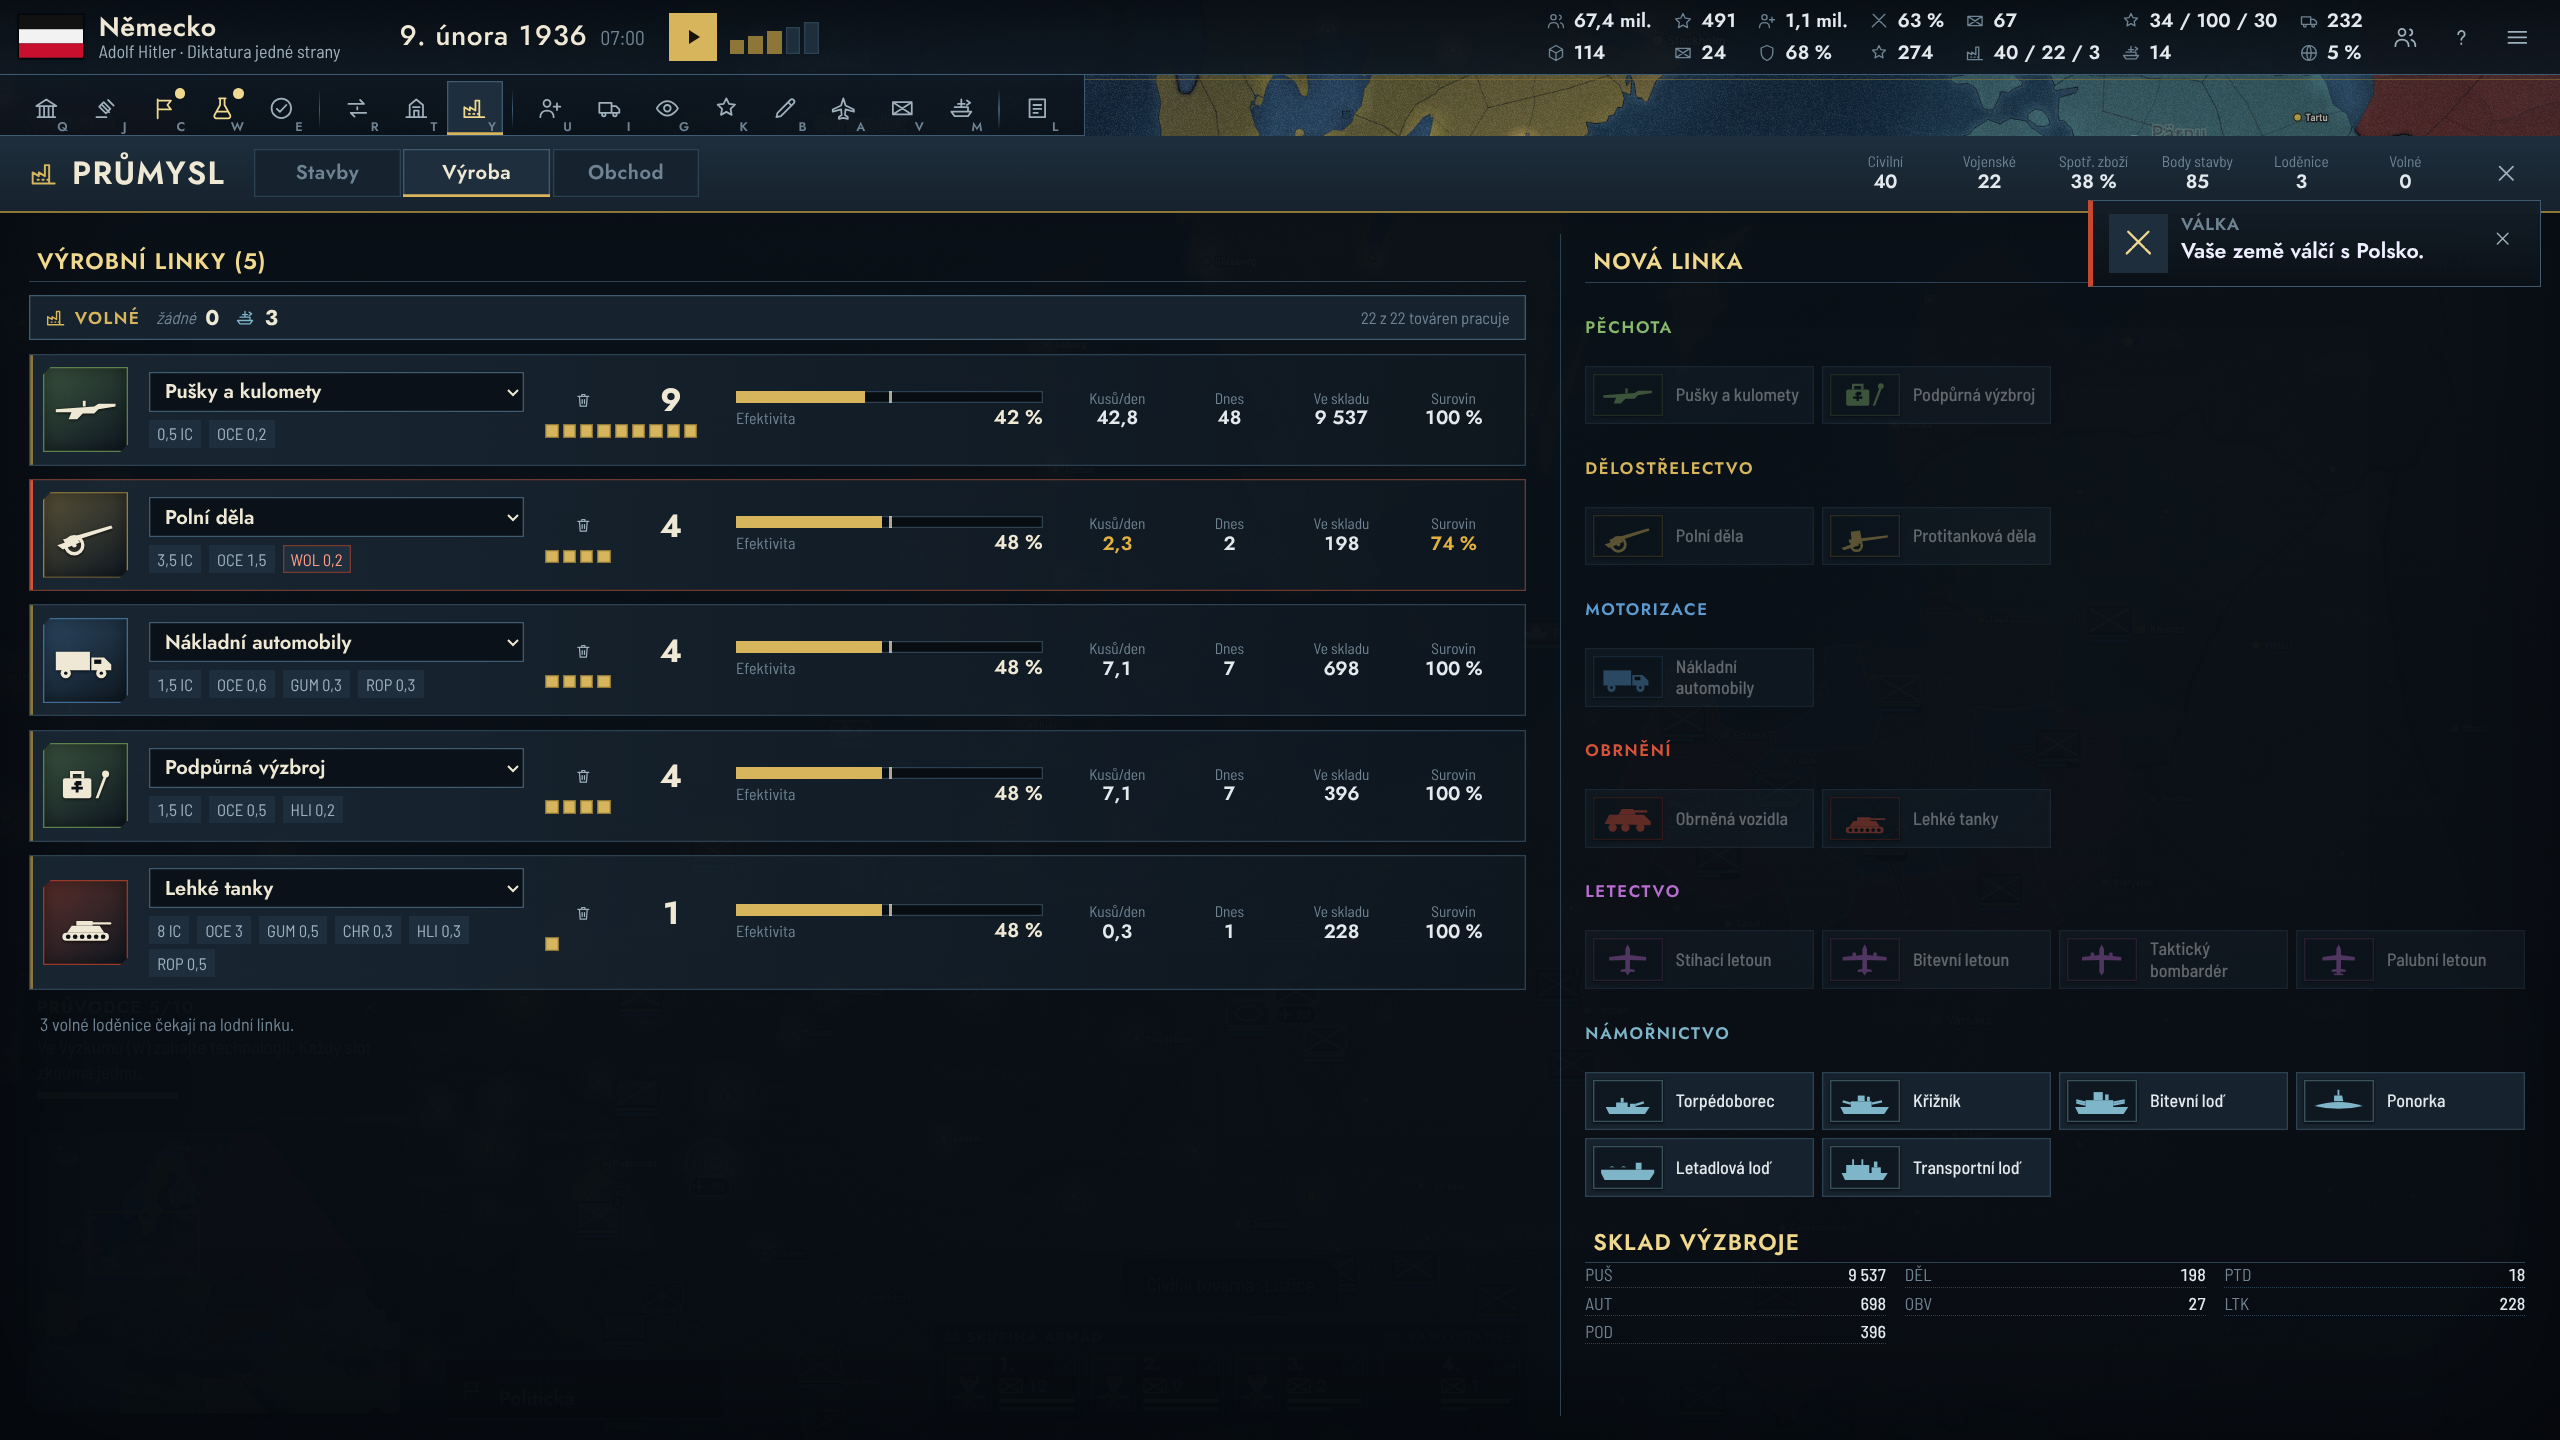 Německo
Adolf Hitler · Diktatura jedné strany
9. února 1936 07:00
67,4 mil. 491 1,1 mil. 63 % 67 34 / 100 / 30 232
114 24 68 % 274 40 / 22 / 3 14 5 %
Q J C W E R T Y U I G K B A V M L
Tartu
PRŮMYSL
Stavby Výroba Obchod
Civilní Vojenské Spotř. zboží Body stavby Loděnice Volné
40 22 38 % 85 3 0
VÁLKA
Vaše země válčí s Polsko.
VÝROBNÍ LINKY (5)
VOLNÉ žádné 0 3 22 z 22 továren pracuje
Pušky a kulomety
0,5 IC OCE 0,2
9
Efektivita 42 %
Kusů/den Dnes Ve skladu Surovin
42,8 48 9 537 100 %
Polní děla
3,5 IC OCE 1,5 WOL 0,2
4
Efektivita 48 %
Kusů/den Dnes Ve skladu Surovin
2,3 2 198 74 %
Nákladní automobily
1,5 IC OCE 0,6 GUM 0,3 ROP 0,3
4
Efektivita 48 %
Kusů/den Dnes Ve skladu Surovin
7,1 7 698 100 %
Podpůrná výzbroj
1,5 IC OCE 0,5 HLI 0,2
4
Efektivita 48 %
Kusů/den Dnes Ve skladu Surovin
7,1 7 396 100 %
Lehké tanky
8 IC OCE 3 GUM 0,5 CHR 0,3 HLI 0,3
ROP 0,5
1
Efektivita 48 %
Kusů/den Dnes Ve skladu Surovin
0,3 1 228 100 %
PRŮVODCE 5/10
3 volné loděnice čekají na lodní linku.
Politická
NOVÁ LINKA
PĚCHOTA
Pušky a kulomety Podpůrná výzbroj
DĚLOSTŘELECTVO
Polní děla Protitanková děla
MOTORIZACE
Nákladní
automobily
OBRNĚNÍ
Obrněná vozidla Lehké tanky
LETECTVO
Stíhací letoun Bitevní letoun Taktický
bombardér Palubní letoun
NÁMOŘNICTVO
Torpédoborec Křižník Bitevní loď Ponorka
Letadlová loď Transportní loď
SKLAD VÝZBROJE
PUŠ 9 537 DĚL 198 PTD 18
AUT 698 OBV 27 LTK 228
POD 396